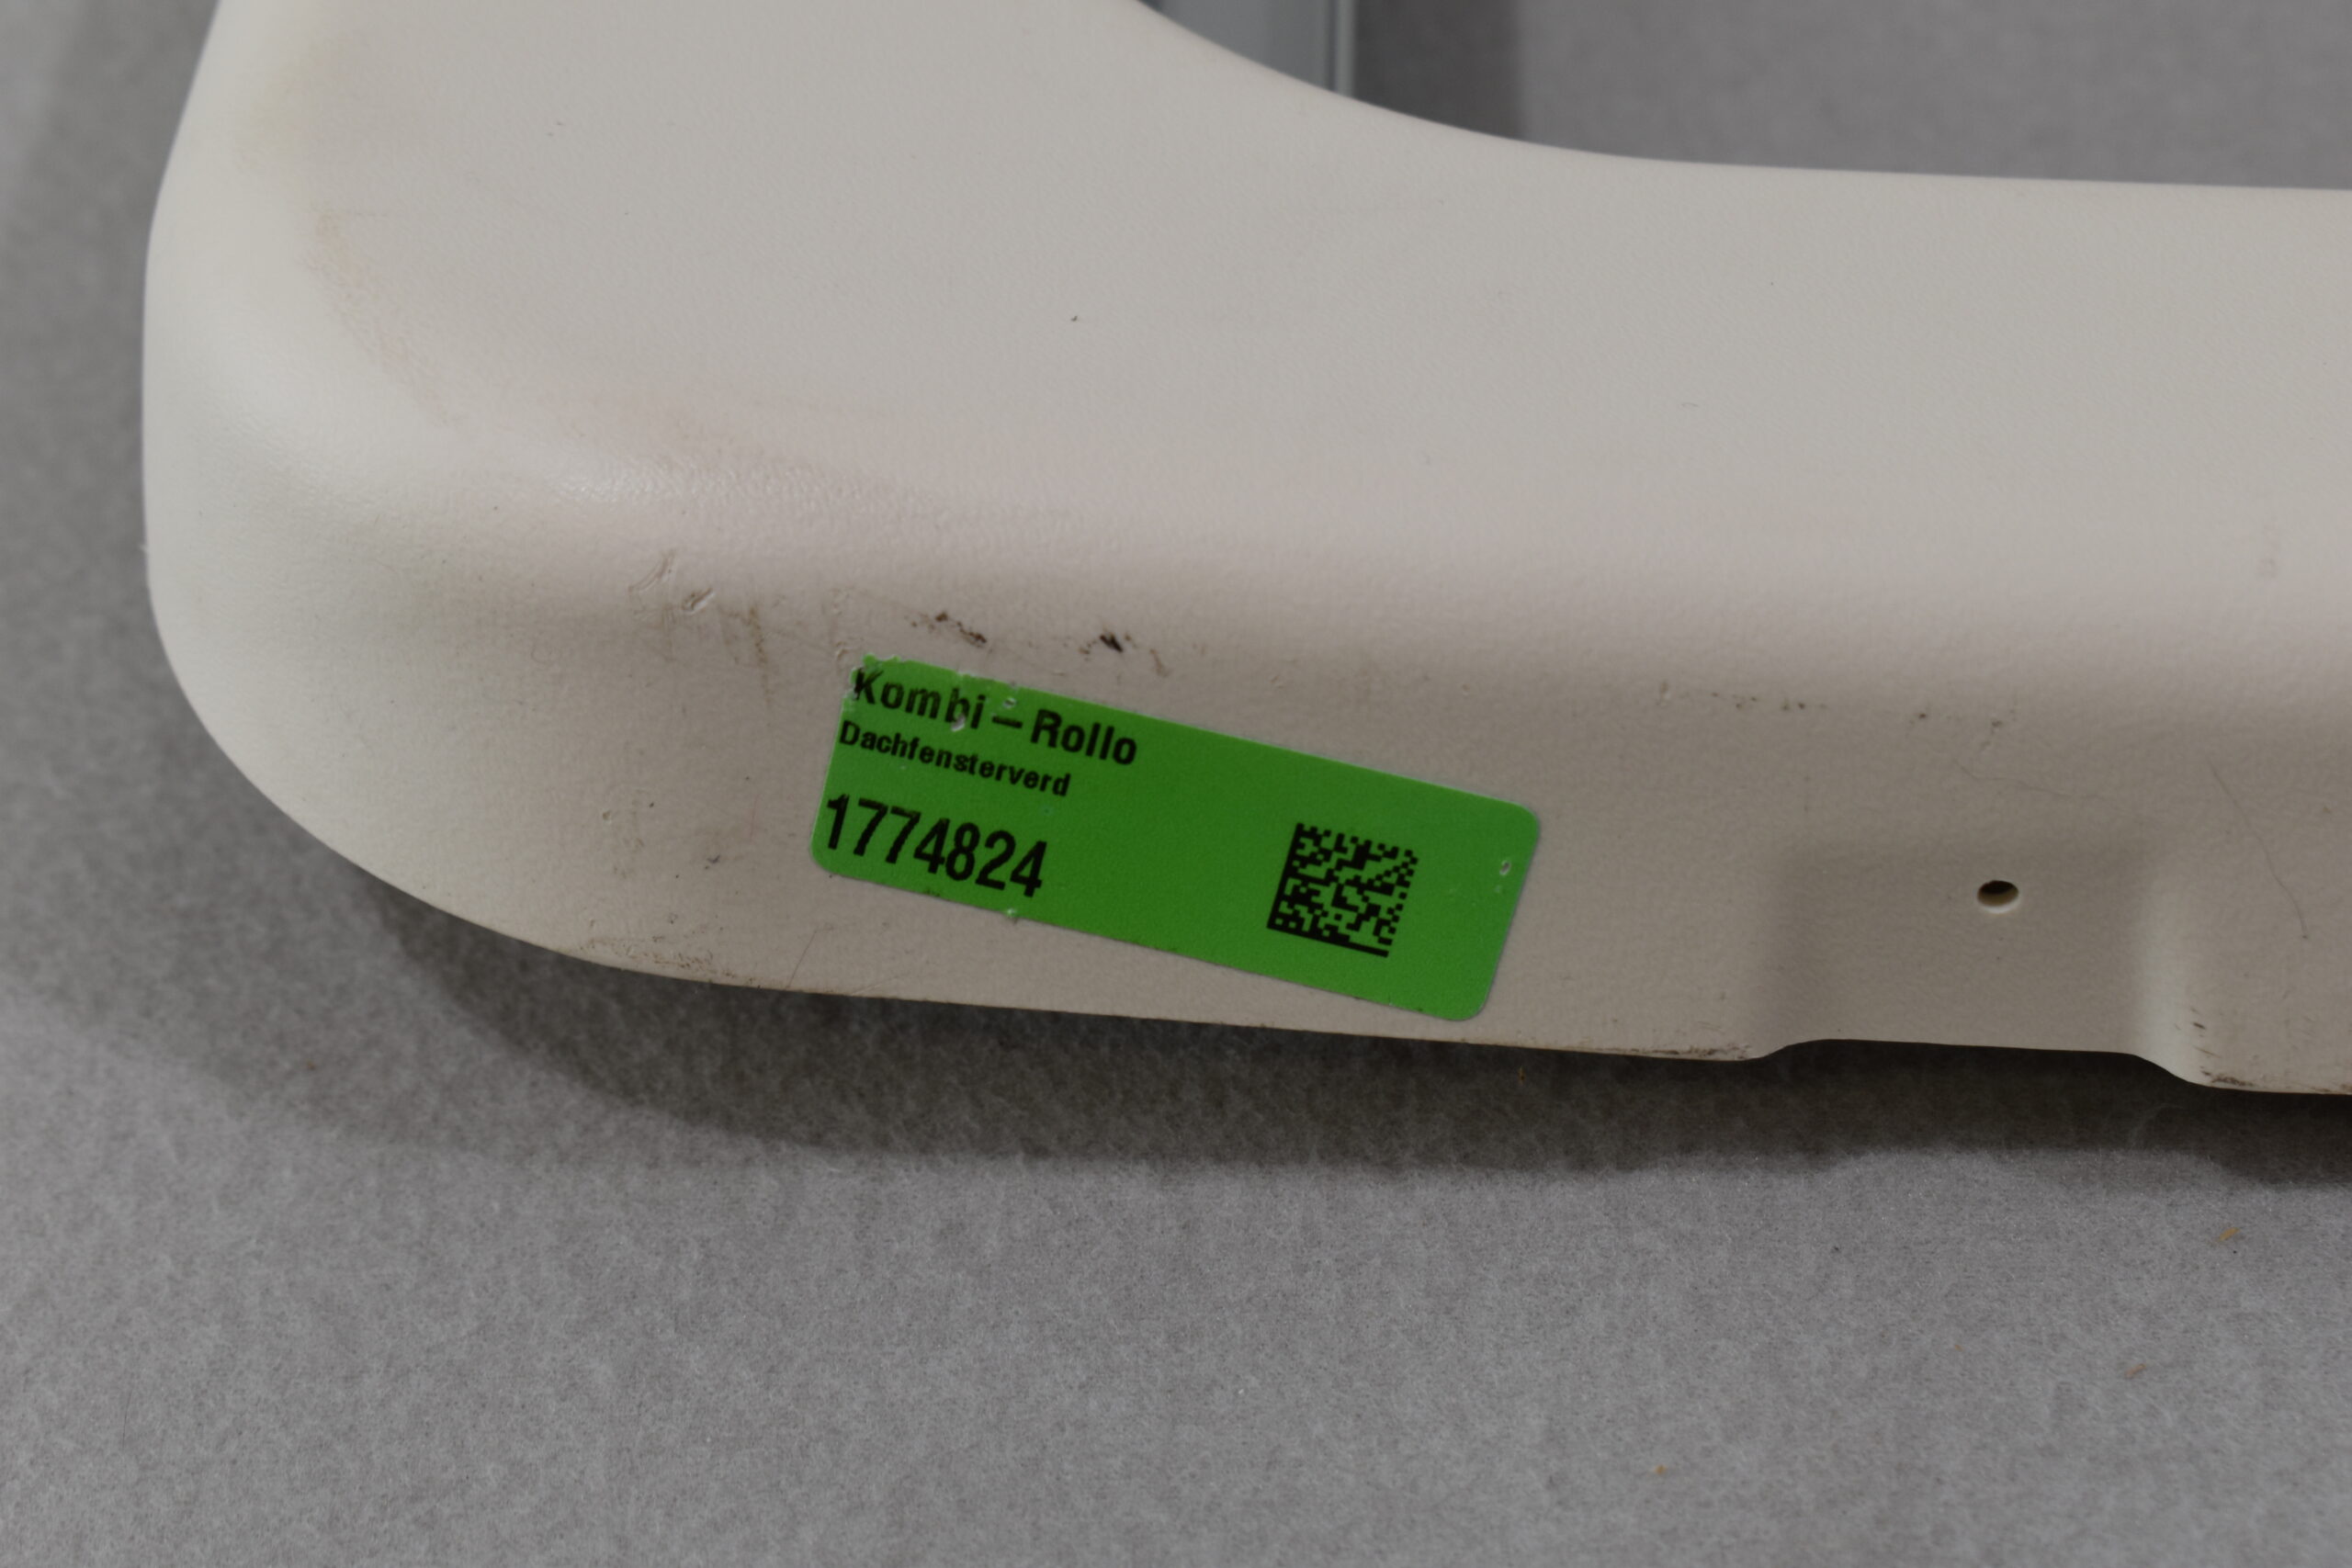 Kombi – Rollo
Dachfensterverd
1774824